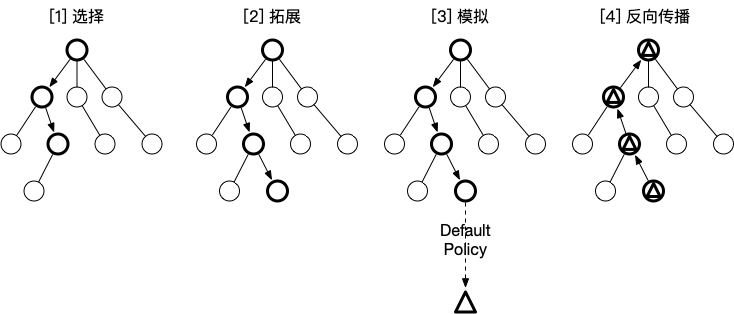 [1] 选择
[2] 拓展
[3] 模拟
[4] 反向传播
Default
Policy